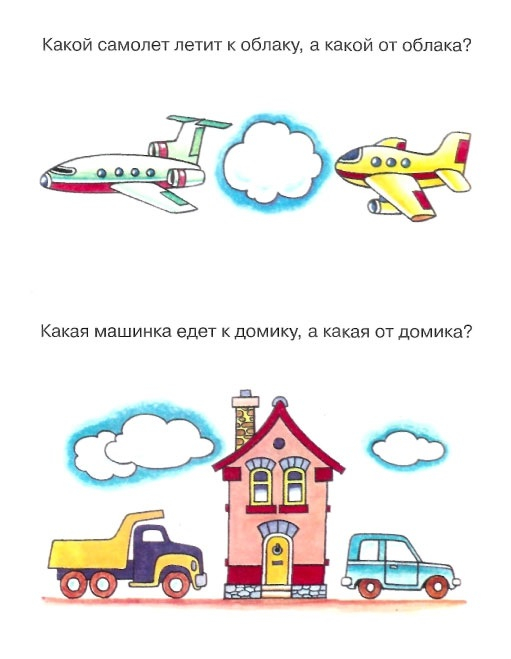 Какой самолет летит к облаку, а какой от облака?
Какая машинка едет к домику, а какая от домика?